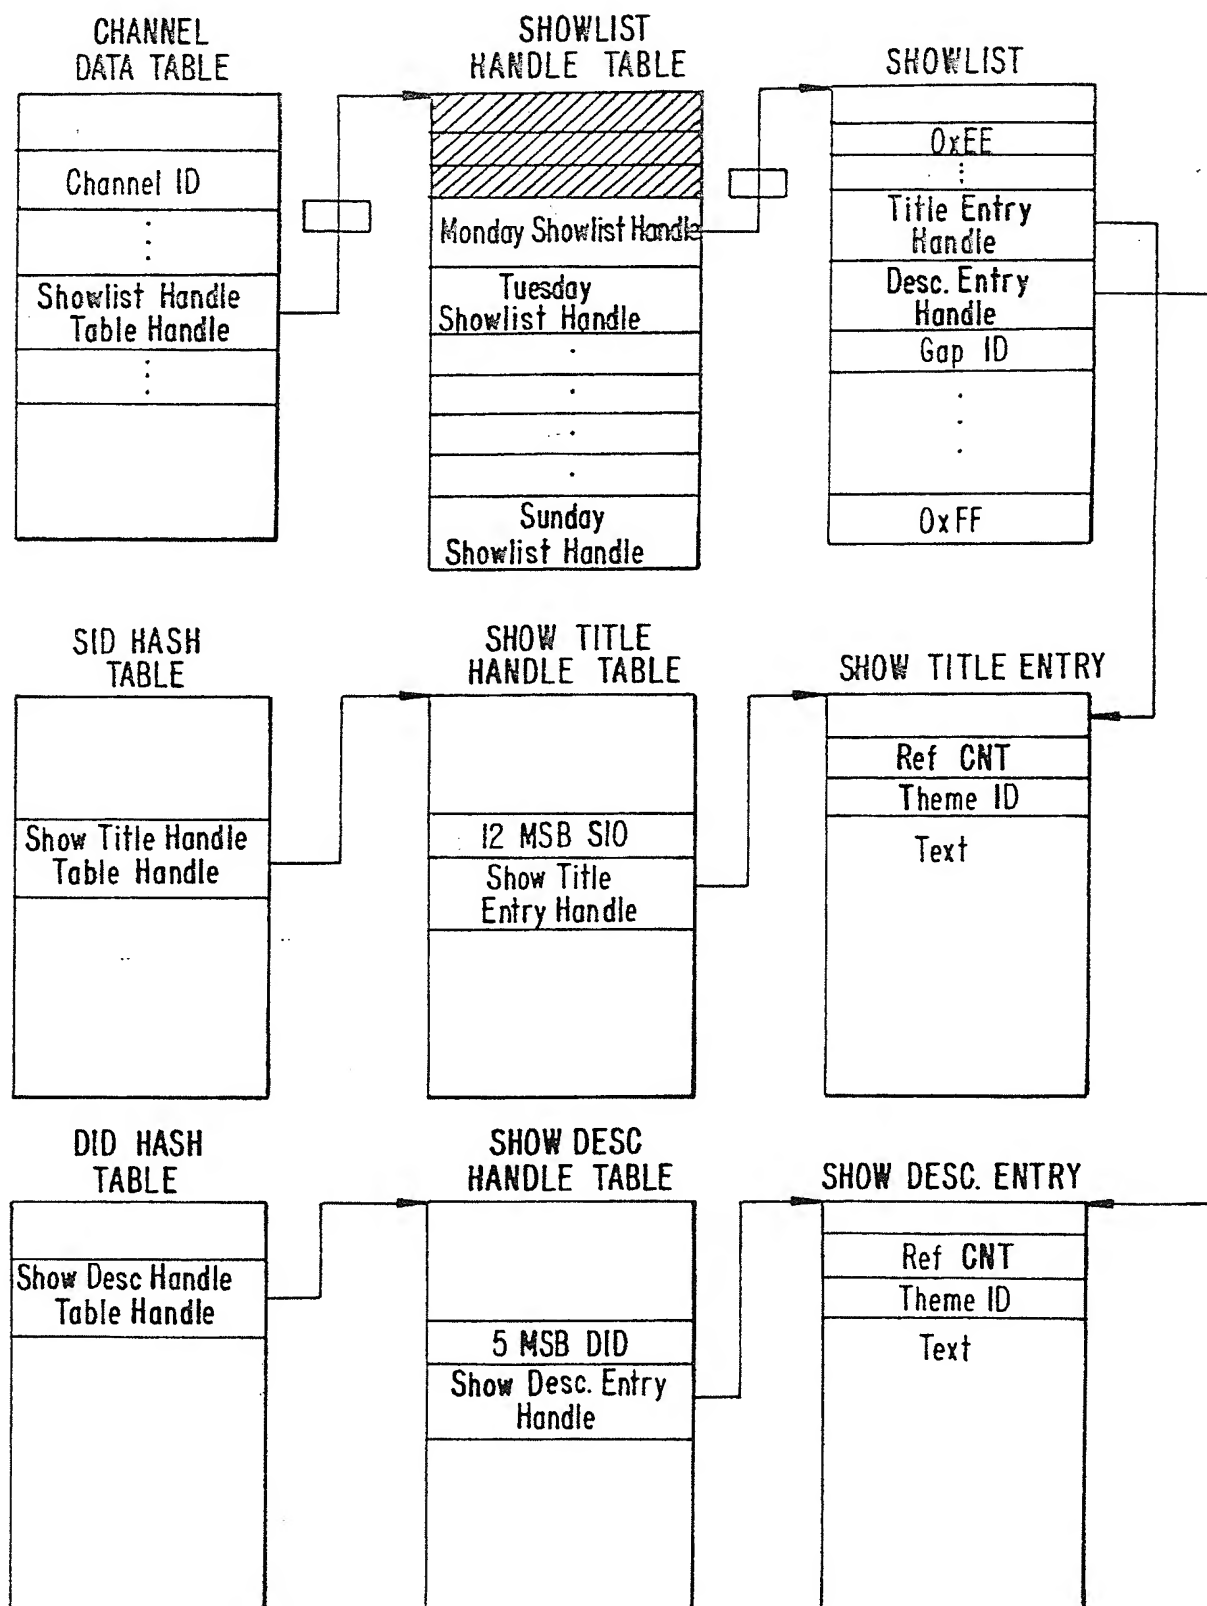 CHANNEL
DATA TABLE
Channel ID
Showlist Handle
Table Handle
SHOWLIST
HANDLE TABLE
Monday Showlist Handle
Tuesday
Showlist Handle
Sunday
Showlist Handle
SHOWLIST
0xEE
Title Entry
Handle
Desc. Entry
Handle
Gap ID
0xFF
SID HASH
TABLE
Show Title Handle
Table Handle
SHOW TITLE
HANDLE TABLE
12 MSB SIO
Show Title
Entry Handle
SHOW TITLE ENTRY
Ref CNT
Theme ID
Text
DID HASH
TABLE
Show Desc Handle
Table Handle
SHOW DESC
HANDLE TABLE
5 MSB DID
Show Desc. Entry
Handle
SHOW DESC. ENTRY
Ref CNT
Theme ID
Text